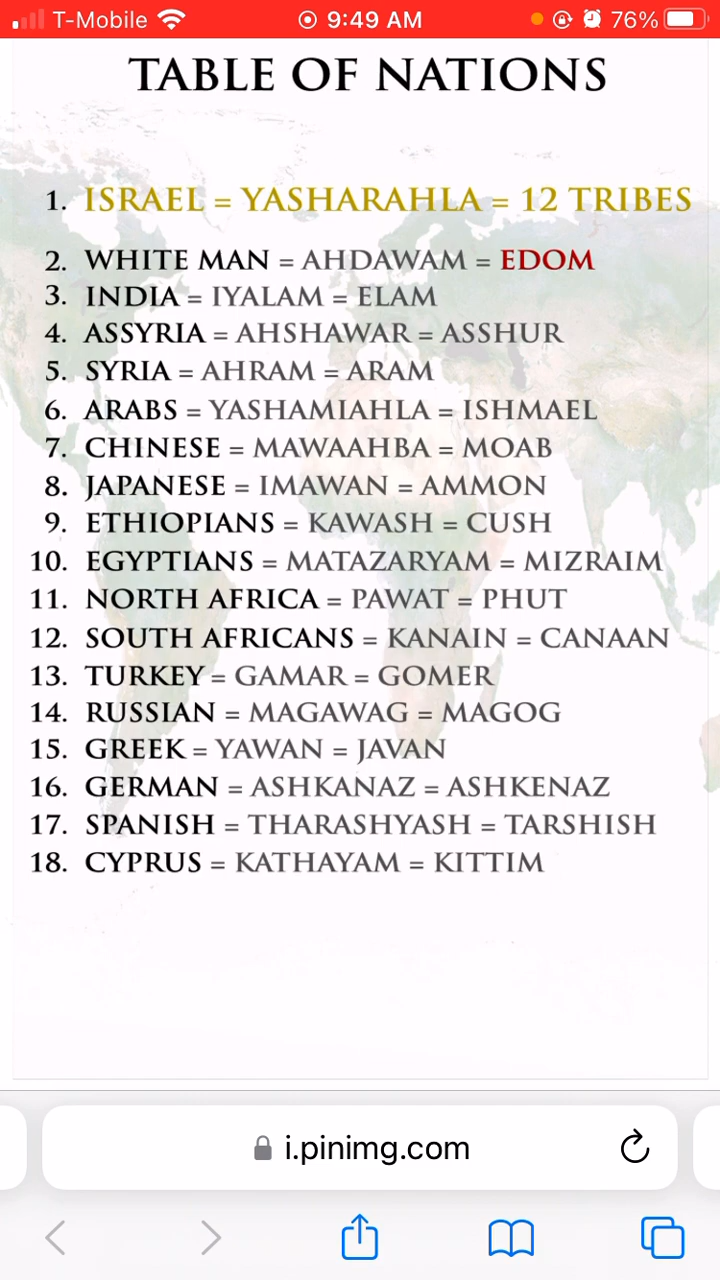 T-Mobile 9:49 AM 76%
TABLE OF NATIONS
1. ISRAEL = YASHARAHLA = 12 TRIBES
2. WHITE MAN = AHDAWAM = EDOM
3. INDIA = IYALAM = ELAM
4. ASSYRIA = AHSHAWAR = ASSHUR
5. SYRIA = AHRAM = ARAM
6. ARABS = YASHAMIAHLA = ISHMAEL
7. CHINESE = MAWAAHBA = MOAB
8. JAPANESE = IMAWAN = AMMON
9. ETHIOPIANS = KAWASH = CUSH
10. EGYPTIANS = MATAZARYAM = MIZRAIM
11. NORTH AFRICA = PAWAT = PHUT
12. SOUTH AFRICANS = KANAIN = CANAAN
13. TURKEY = GAMAR = GOMER
14. RUSSIAN = MAGAWAG = MAGOG
15. GREEK = YAWAN = JAVAN
16. GERMAN = ASHKANAZ = ASHKENAZ
17. SPANISH = THARASHYASH = TARSHISH
18. CYPRUS = KATHAYAM = KITTIM
i.pinimg.com